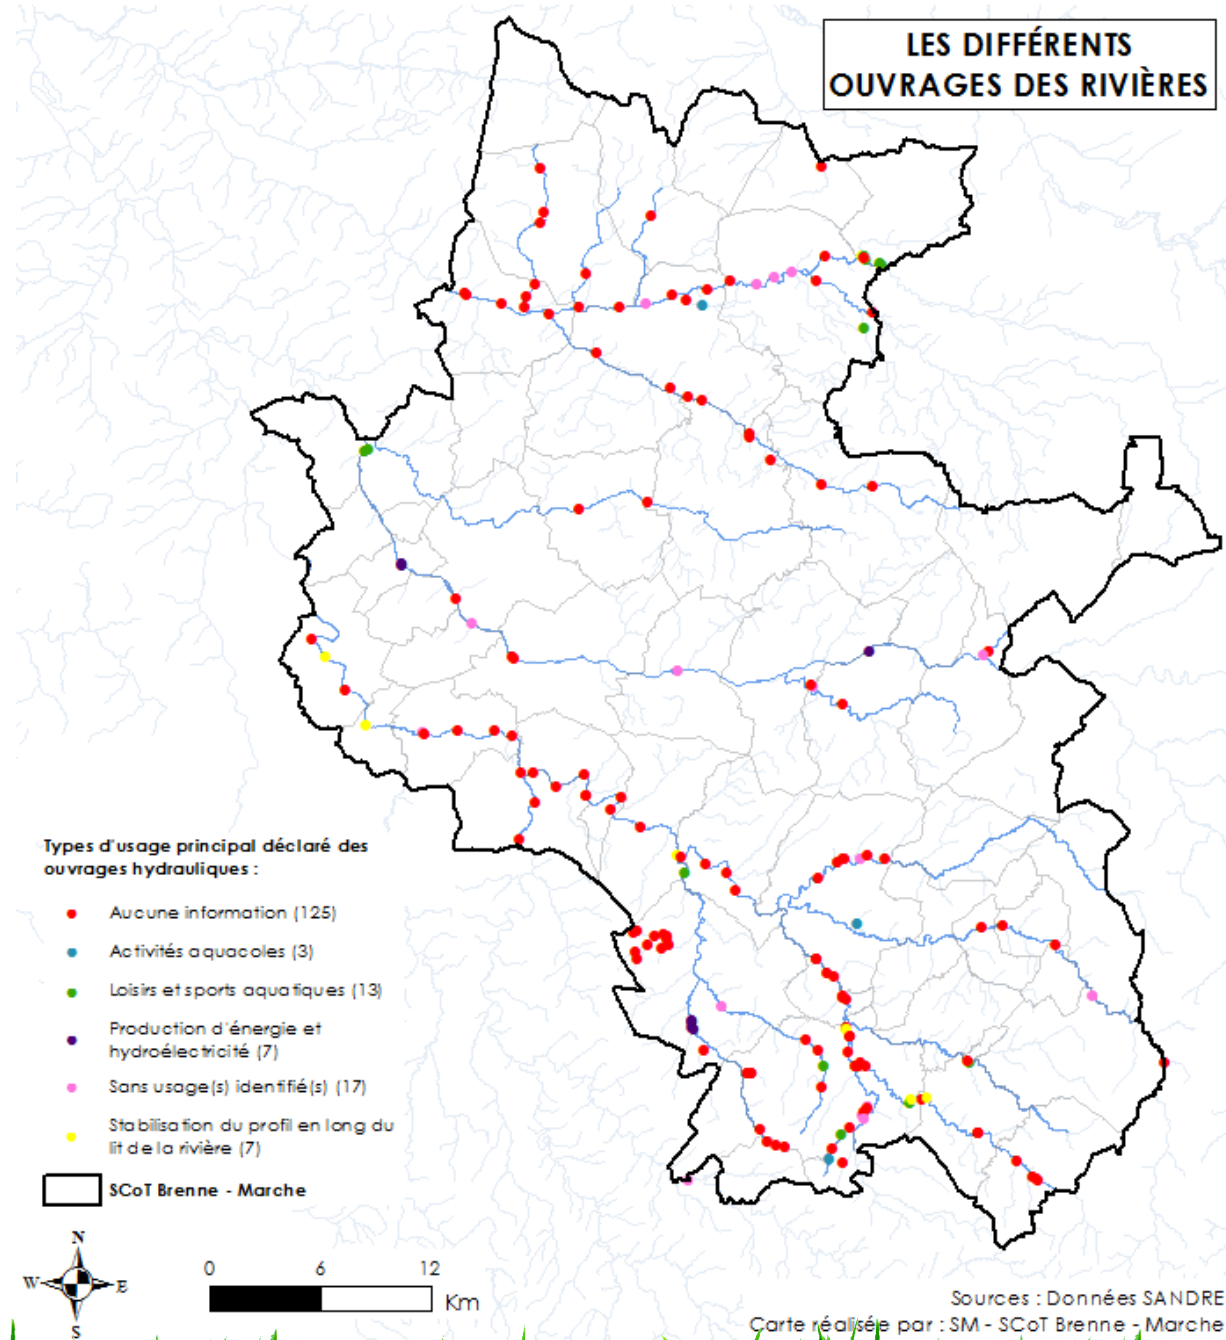 LES DIFFÉRENTS
OUVRAGES DES RIVIÈRES
Types d'usage principal déclaré des
ouvrages hydrauliques :
Aucune information (125)
Activités aquacoles (3)
Loisirs et sports aquatiques (13)
Production d'énergie et
hydroélectricité (7)
Sans usage(s) identifié(s) (17)
Stabilisation du profil en long du
lit de la rivière (7)
SCoT Brenne - Marche
N
W
E
S
0 6 12
Km
Sources : Données SANDRE
Carte réalisée par : SM - SCoT Brenne - Marche